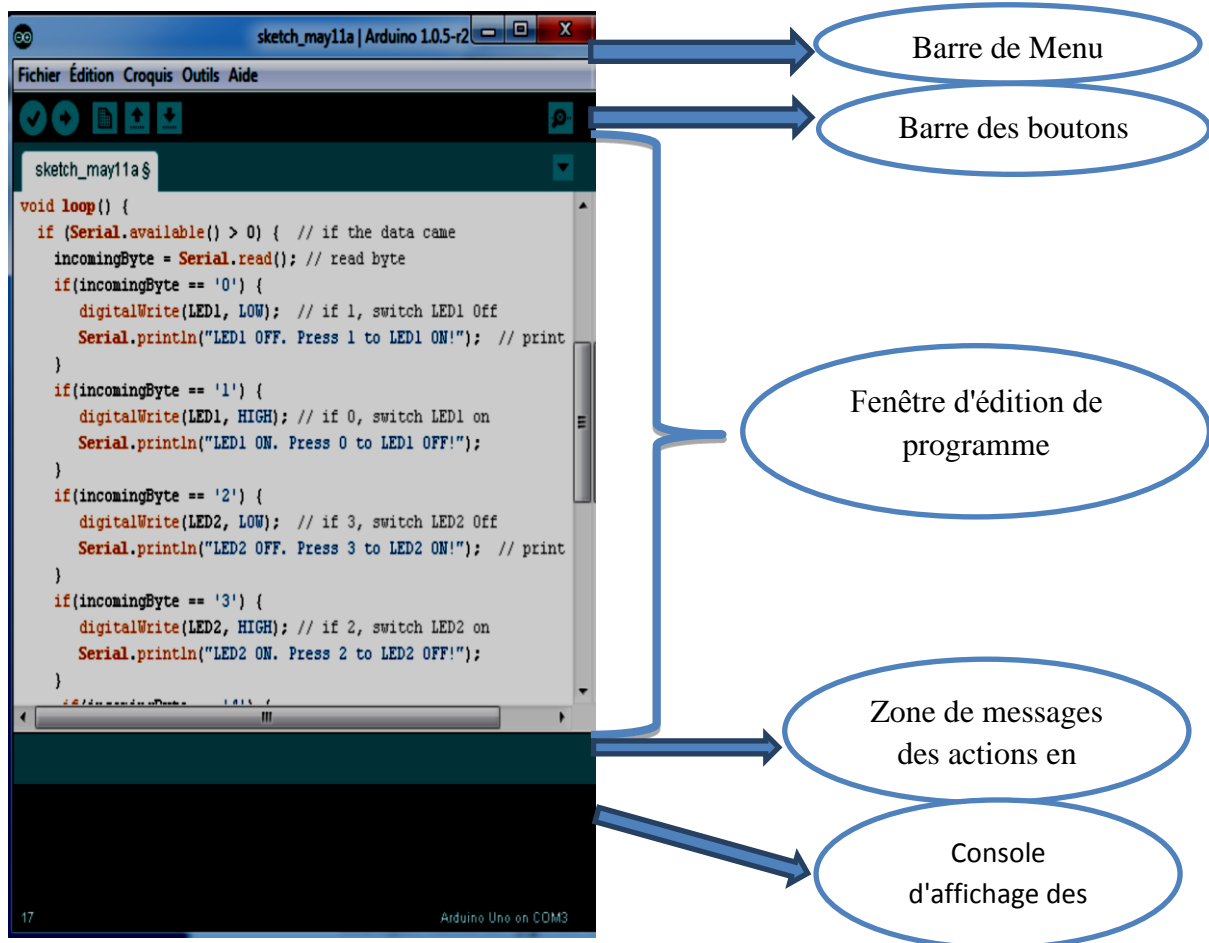 sketch_may11a | Arduino 1.0.5-r2
Fichier Édition Croquis Outils Aide
sketch_may11a §
void loop() {
if (Serial.available() > 0) { // if the data came
incomingByte = Serial.read(); // read byte
if(incomingByte == '0') {
digitalWrite(LED1, LOW); // if 1, switch LED1 Off
Serial.println("LED1 OFF. Press 1 to LED1 ON!"); // print
}
if(incomingByte == '1') {
digitalWrite(LED1, HIGH); // if 0, switch LED1 on
Serial.println("LED1 ON. Press 0 to LED1 OFF!");
}
if(incomingByte == '2') {
digitalWrite(LED2, LOW); // if 3, switch LED2 Off
Serial.println("LED2 OFF. Press 3 to LED2 ON!"); // print
}
if(incomingByte == '3') {
digitalWrite(LED2, HIGH); // if 2, switch LED2 on
Serial.println("LED2 ON. Press 2 to LED2 OFF!");
}
17
Arduino Uno on COM3
Barre de Menu
Barre des boutons
Fenêtre d'édition de
programme
Zone de messages
des actions en
Console
d'affichage des